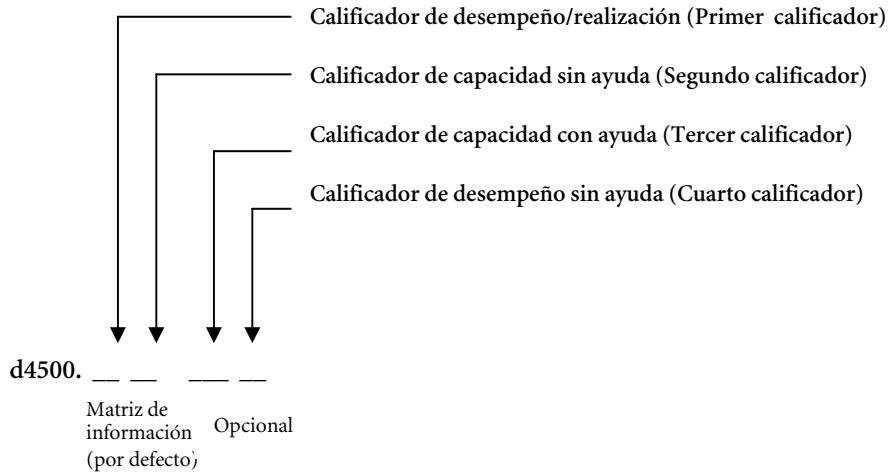 Calificador de desempeño/realización (Primer calificador)
Calificador de capacidad sin ayuda (Segundo calificador)
Calificador de capacidad con ayuda (Tercer calificador)
Calificador de desempeño sin ayuda (Cuarto calificador)
d4500. __ __ ___ __
Matriz de
información
(por defecto)
Opcional